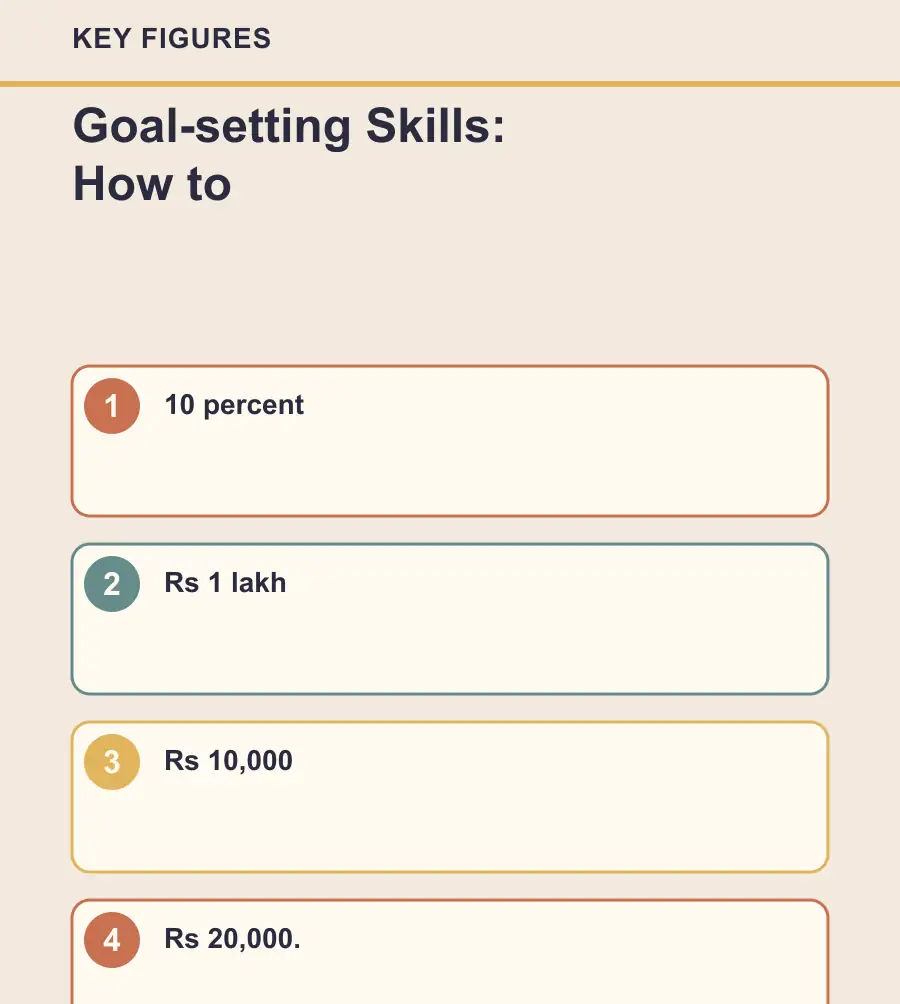 KEY FIGURES
Goal-setting Skills:
How to
1 10 percent
2 Rs 1 lakh
3 Rs 10,000
4 Rs 20,000.